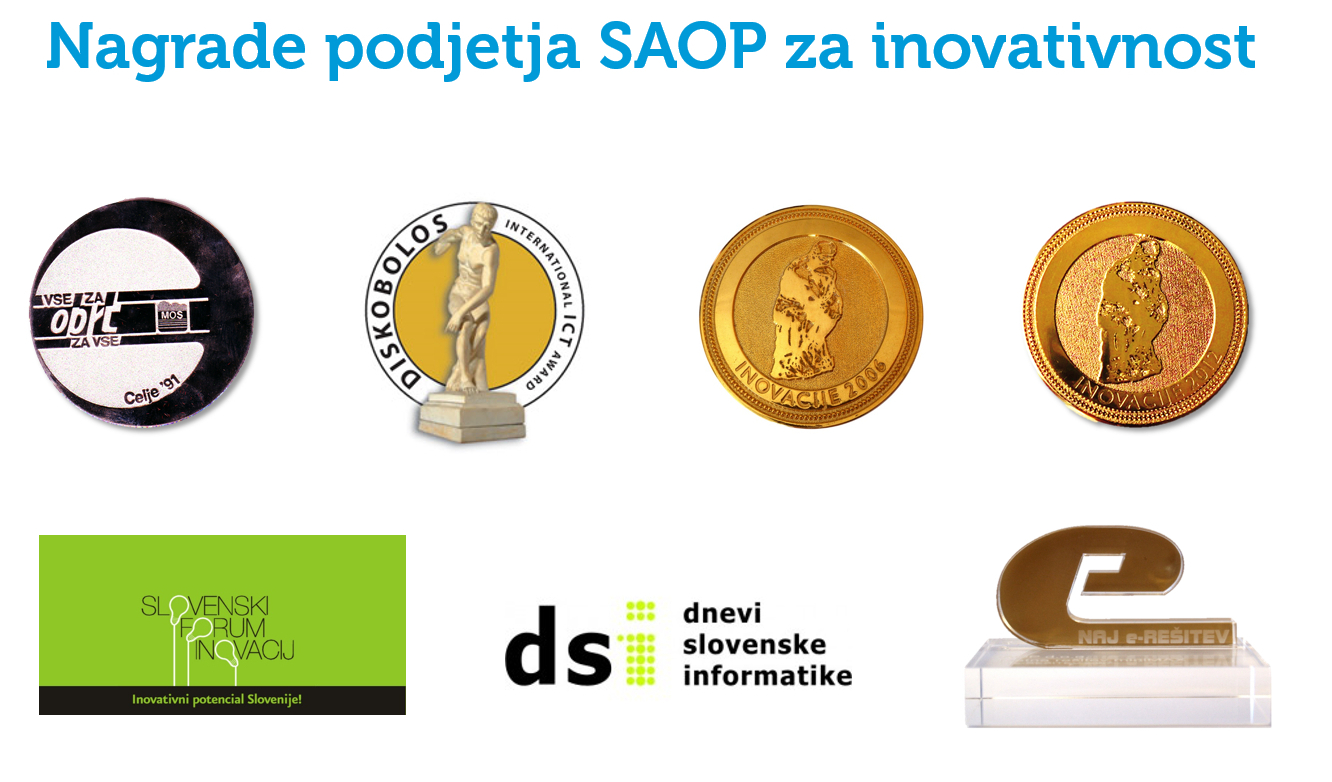 Nagrade podjetja SAOP za inovativnost
VSE ZA
obrt
ZA VSE
MOS
Celje '91
DISKOBOLOS
INTERNATIONAL ICT AWARD
INOVACIJE 2006
INOVACIJE 2012
SLOVENSKI
FORUM
INOVACIJ
Inovativni potencial Slovenije!
dsi
dnevi
slovenske
informatike
e
NAJ e-REŠITEV